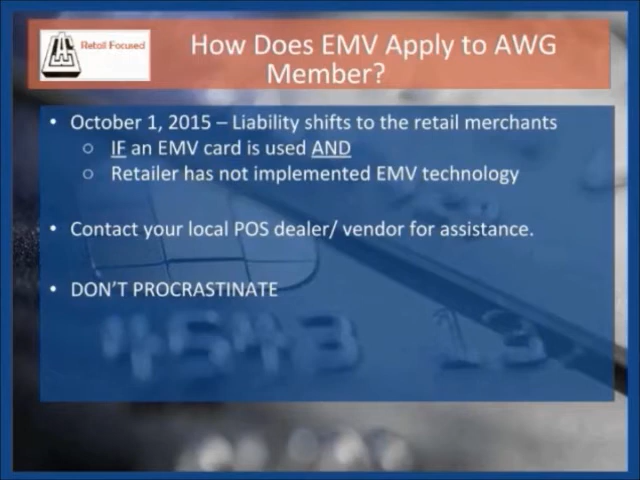 Retail Focused
How Does EMV Apply to AWG
Member?
• October 1, 2015 – Liability shifts to the retail merchants
○ IF an EMV card is used AND
○ Retailer has not implemented EMV technology
• Contact your local POS dealer/ vendor for assistance.
• DON'T PROCRASTINATE
4543